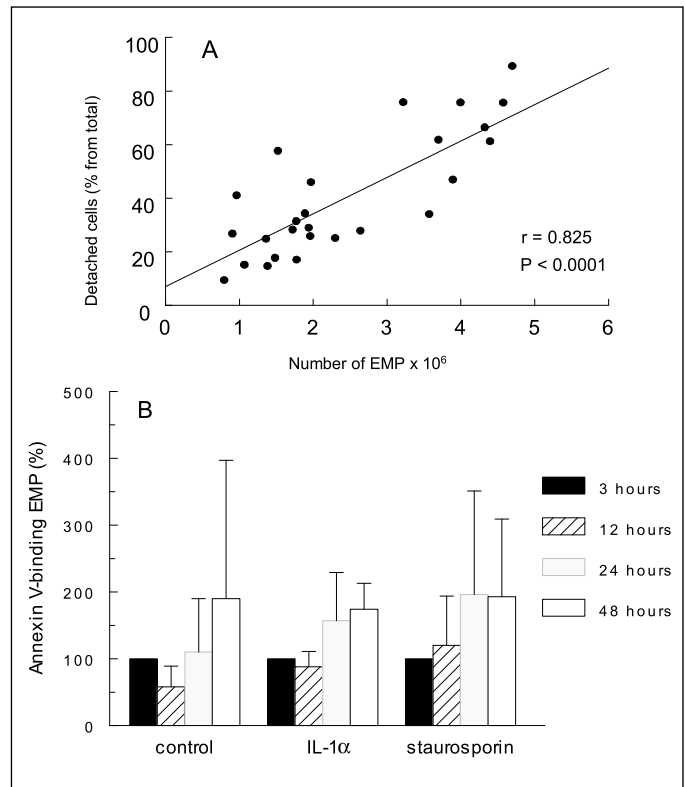 A
100
80
60
40
20
0
Detached cells (% from total)
r = 0.825
P < 0.0001
0 1 2 3 4 5 6
Number of EMP x 10⁶
B
500
400
300
200
100
0
Annexin V-binding EMP (%)
3 hours
12 hours
24 hours
48 hours
control IL-1α staurosporin